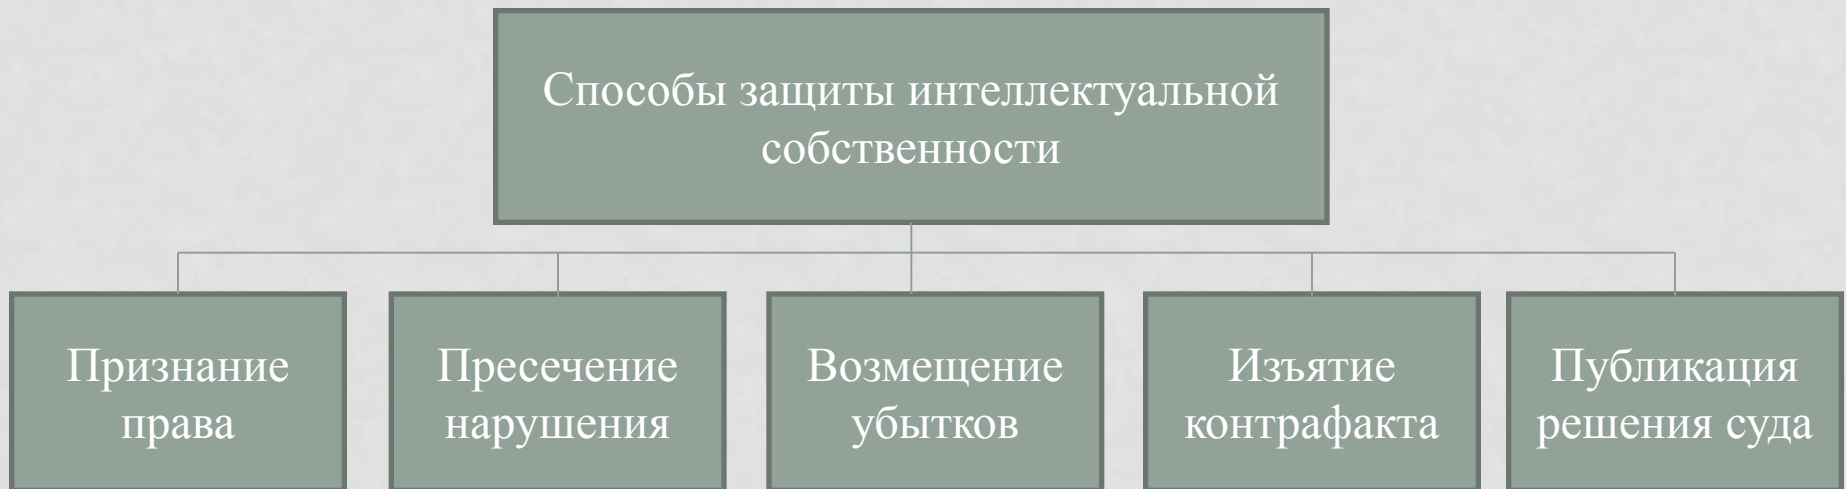 Способы защиты интеллектуальной
собственности
Признание
права
Пресечение
нарушения
Возмещение
убытков
Изъятие
контрафакта
Публикация
решения суда